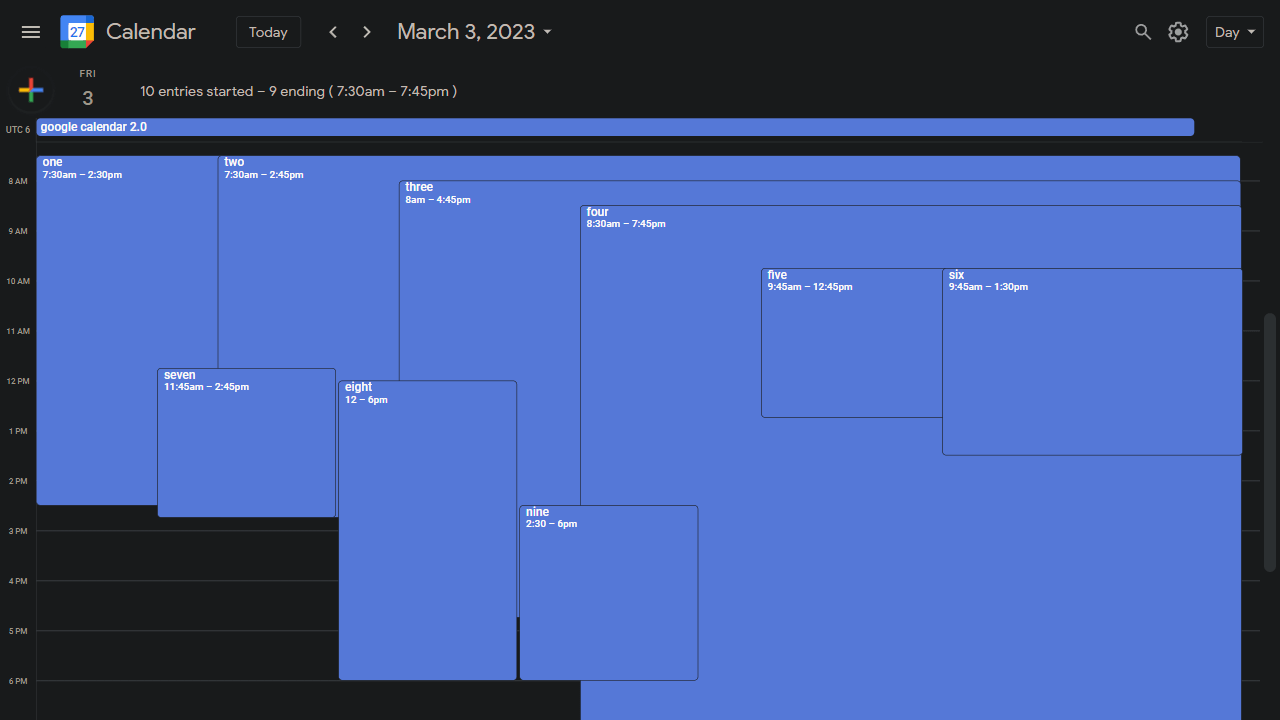 27 Calendar Today March 3, 2023 Day
FRI
3
10 entries started – 9 ending ( 7:30am – 7:45pm )
UTC 6
google calendar 2.0
one
7:30am – 2:30pm
two
7:30am – 2:45pm
8 AM
three
8am – 4:45pm
four
8:30am – 7:45pm
9 AM
five
9:45am – 12:45pm
six
9:45am – 1:30pm
10 AM
11 AM
seven
11:45am – 2:45pm
12 PM
eight
12 – 6pm
1 PM
2 PM
nine
2:30 – 6pm
3 PM
4 PM
5 PM
6 PM